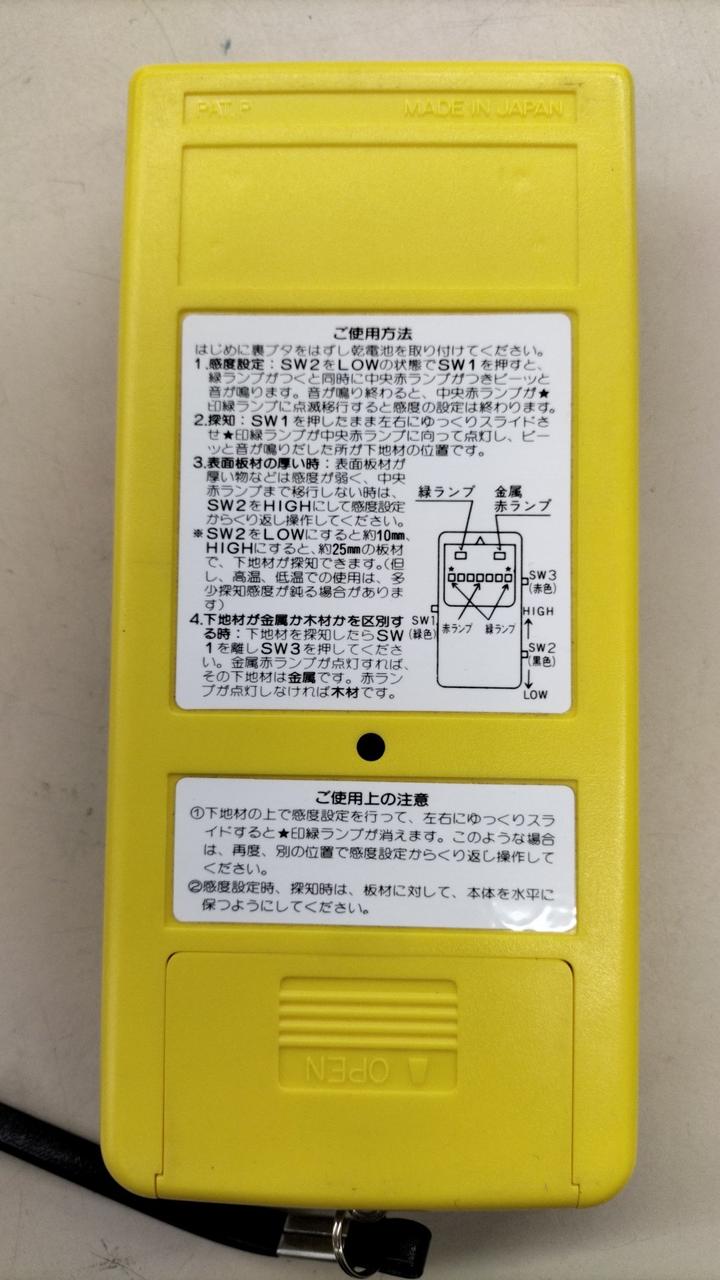 PAT. P
MADE IN JAPAN
ご使用方法
はじめに裏ブタをはずし乾電池を取り付けてください。
1.感度設定：SW2をLOWの状態でSW1を押すと、
緑ランプがつくと同時に中央赤ランプがつきピーッと
音が鳴ります。音が鳴り終わると、中央赤ランプが★
印緑ランプに点滅移行すると感度の設定は終わります。
2.探知：SW1を押したまま左右にゆっくりスライドさ
せ★印緑ランプが中央赤ランプに向って点灯し、ピー
ッと音が鳴りだした所が下地材の位置です。
3.表面板材の厚い時：表面板材が
厚い物などは感度が弱く、中央
赤ランプまで移行しない時は、
SW2をHIGHにして感度設定
からくり返し操作してください。
※SW2をLOWにすると約10mm、
HIGHにすると、約25mmの板材
で、下地材が探知できます。（但
し、高温、低温での使用は、多
少探知感度が鈍る場合がありま
す）
4.下地材が金属か木材かを区別す
る時：下地材を探知したらSW
1を離しSW3を押してくださ
い。金属赤ランプが点灯すれば、
その下地材は金属です。赤ラン
プが点灯しなければ木材です。
緑ランプ
金属
赤ランプ
★
★
SW3
(赤色)
SW1
(緑色)
赤ランプ
緑ランプ
HIGH
SW2
(黒色)
LOW
ご使用上の注意
①下地材の上で感度設定を行って、左右にゆっくりスラ
イドすると★印緑ランプが消えます。このような場合
は、再度、別の位置で感度設定からくり返し操作して
ください。
②感度設定時、探知時は、板材に対して、本体を水平に
保つようにしてください。
OPEN